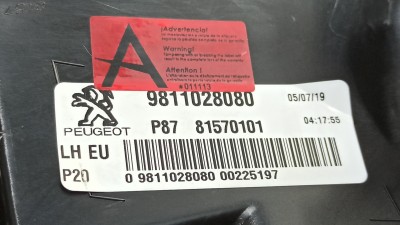 ¡Advertencia!
A
Warning!
Attention !
*011113
9811028080 05/07/19
PEUGEOT P87 81570101 04:17:55
LH EU
P20 0 9811028080 00225197